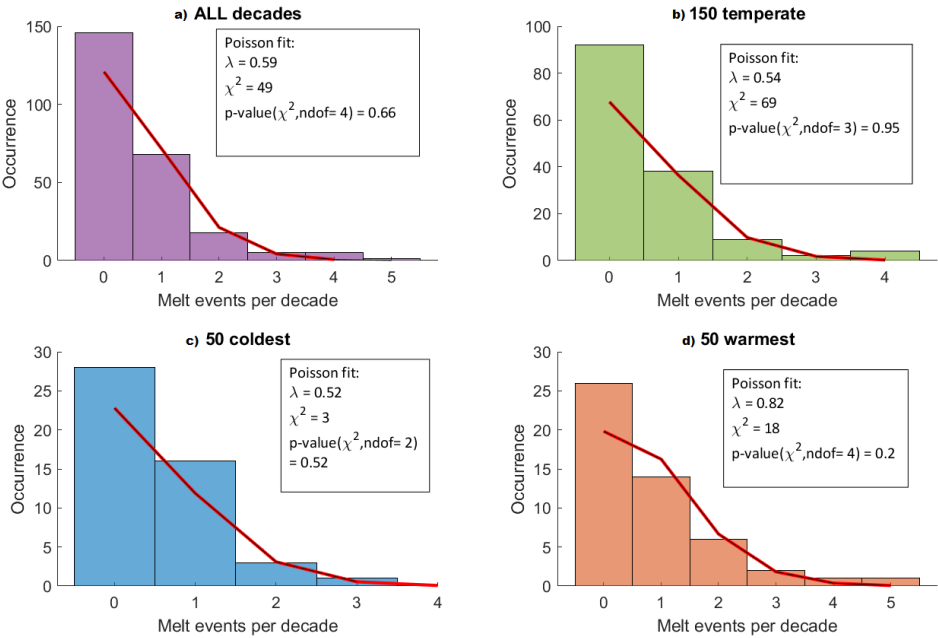 a) ALL decades
150
100
50
0
Occurrence
0 1 2 3 4 5
Melt events per decade
Poisson fit:
λ = 0.59
χ² = 49
p-value(χ²,ndof= 4) = 0.66
b) 150 temperate
100
80
60
40
20
0
Occurrence
0 1 2 3 4
Melt events per decade
Poisson fit:
λ = 0.54
χ² = 69
p-value(χ²,ndof= 3) = 0.95
c) 50 coldest
30
25
20
15
10
5
0
Occurrence
0 1 2 3 4
Melt events per decade
Poisson fit:
λ = 0.52
χ² = 3
p-value(χ²,ndof= 2)
= 0.52
d) 50 warmest
30
25
20
15
10
5
0
Occurrence
0 1 2 3 4 5
Melt events per decade
Poisson fit:
λ = 0.82
χ² = 18
p-value(χ²,ndof= 4) = 0.2